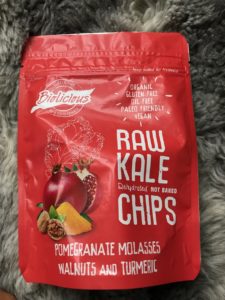 Biolicious
ORGANIC
GLUTEN FREE
OIL FREE
PALEO FRIENDLY
VEGAN
RAW
KALE
Dehydrated NOT BAKED
CHIPS
POMEGRANATE MOLASSES
WALNUTS AND TURMERIC